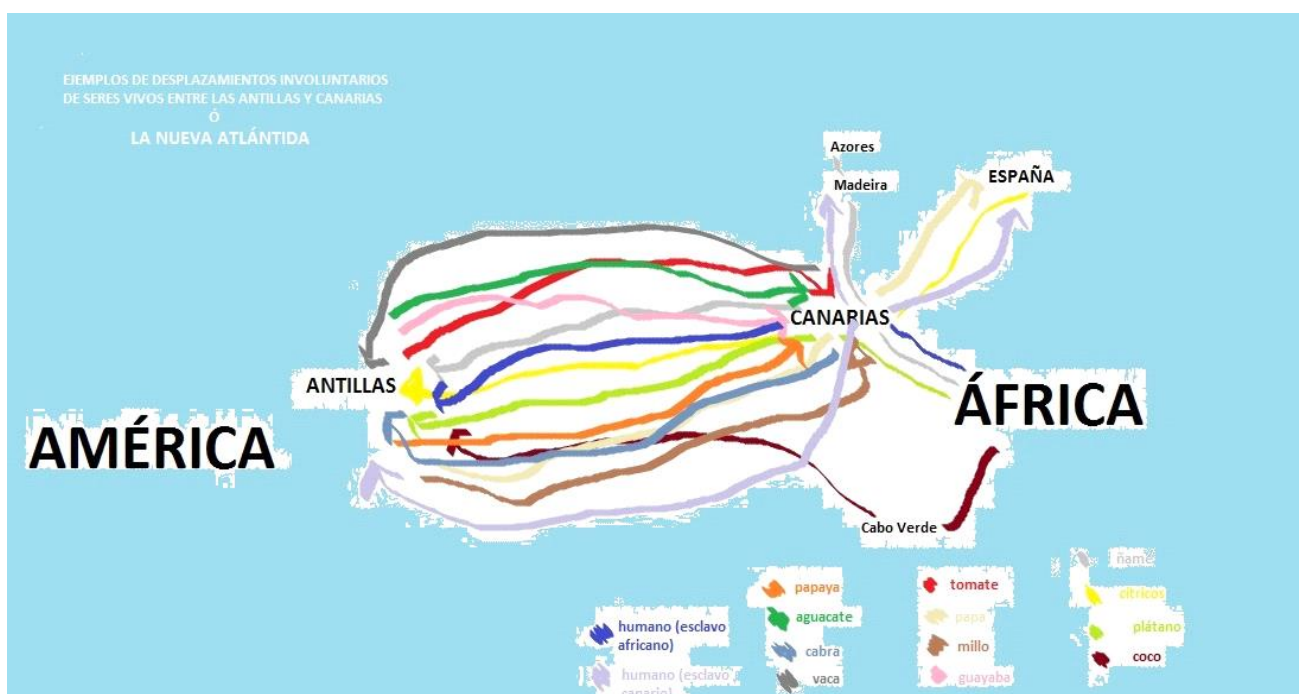 EJEMPLOS DE DESPLAZAMIENTOS INVOLUNTARIOS
DE SERES VIVOS ENTRE LAS ANTILLAS Y CANARIAS
Ó
LA NUEVA ATLÁNTIDA
Azores
Madeira
ESPAÑA
CANARIAS
ANTILLAS
ÁFRICA
AMÉRICA
Cabo Verde
humano (esclavo
africano)
humano (esclavo
canario)
papaya
aguacate
cabra
vaca
tomate
papa
millo
guayaba
ñame
cítricos
plátano
coco